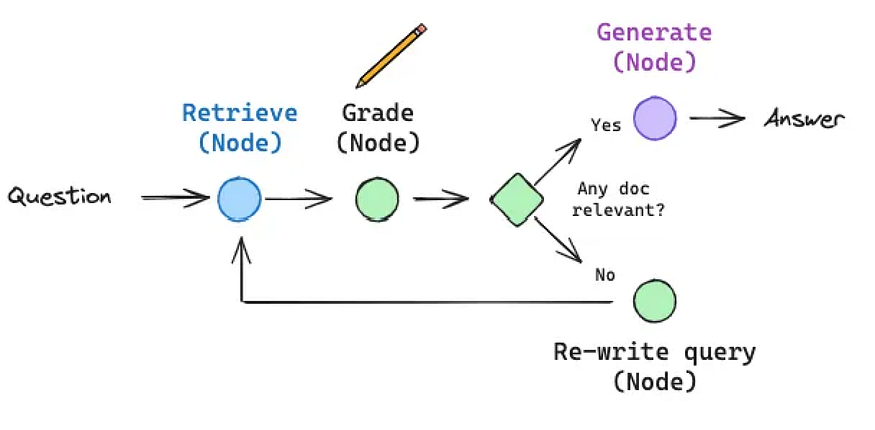 Generate
(Node)
Retrieve
(Node)
Grade
(Node)
Yes
Answer
Question
Any doc
relevant?
No
Re-write query
(Node)